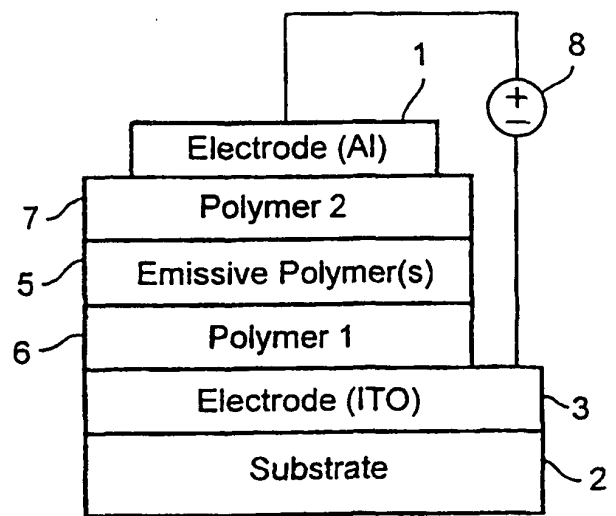 1
8
+
−
Electrode (Al)
7
Polymer 2
5
Emissive Polymer(s)
6
Polymer 1
Electrode (ITO)
3
Substrate
2